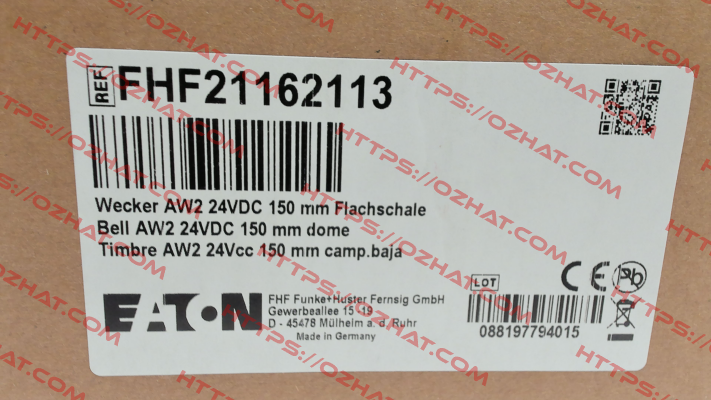 REF FHF21162113
Wecker AW2 24VDC 150 mm Flachschale
Bell AW2 24VDC 150 mm dome
Timbre AW2 24Vcc 150 mm camp.baja
EATON
FHF Funke+Huster Fernsig GmbH
Gewerbeallee 15-19
D - 45478 Mülheim a. d. Ruhr
Made in Germany
LOT
CE
088197794015
HTTPS://OZHAT.COM